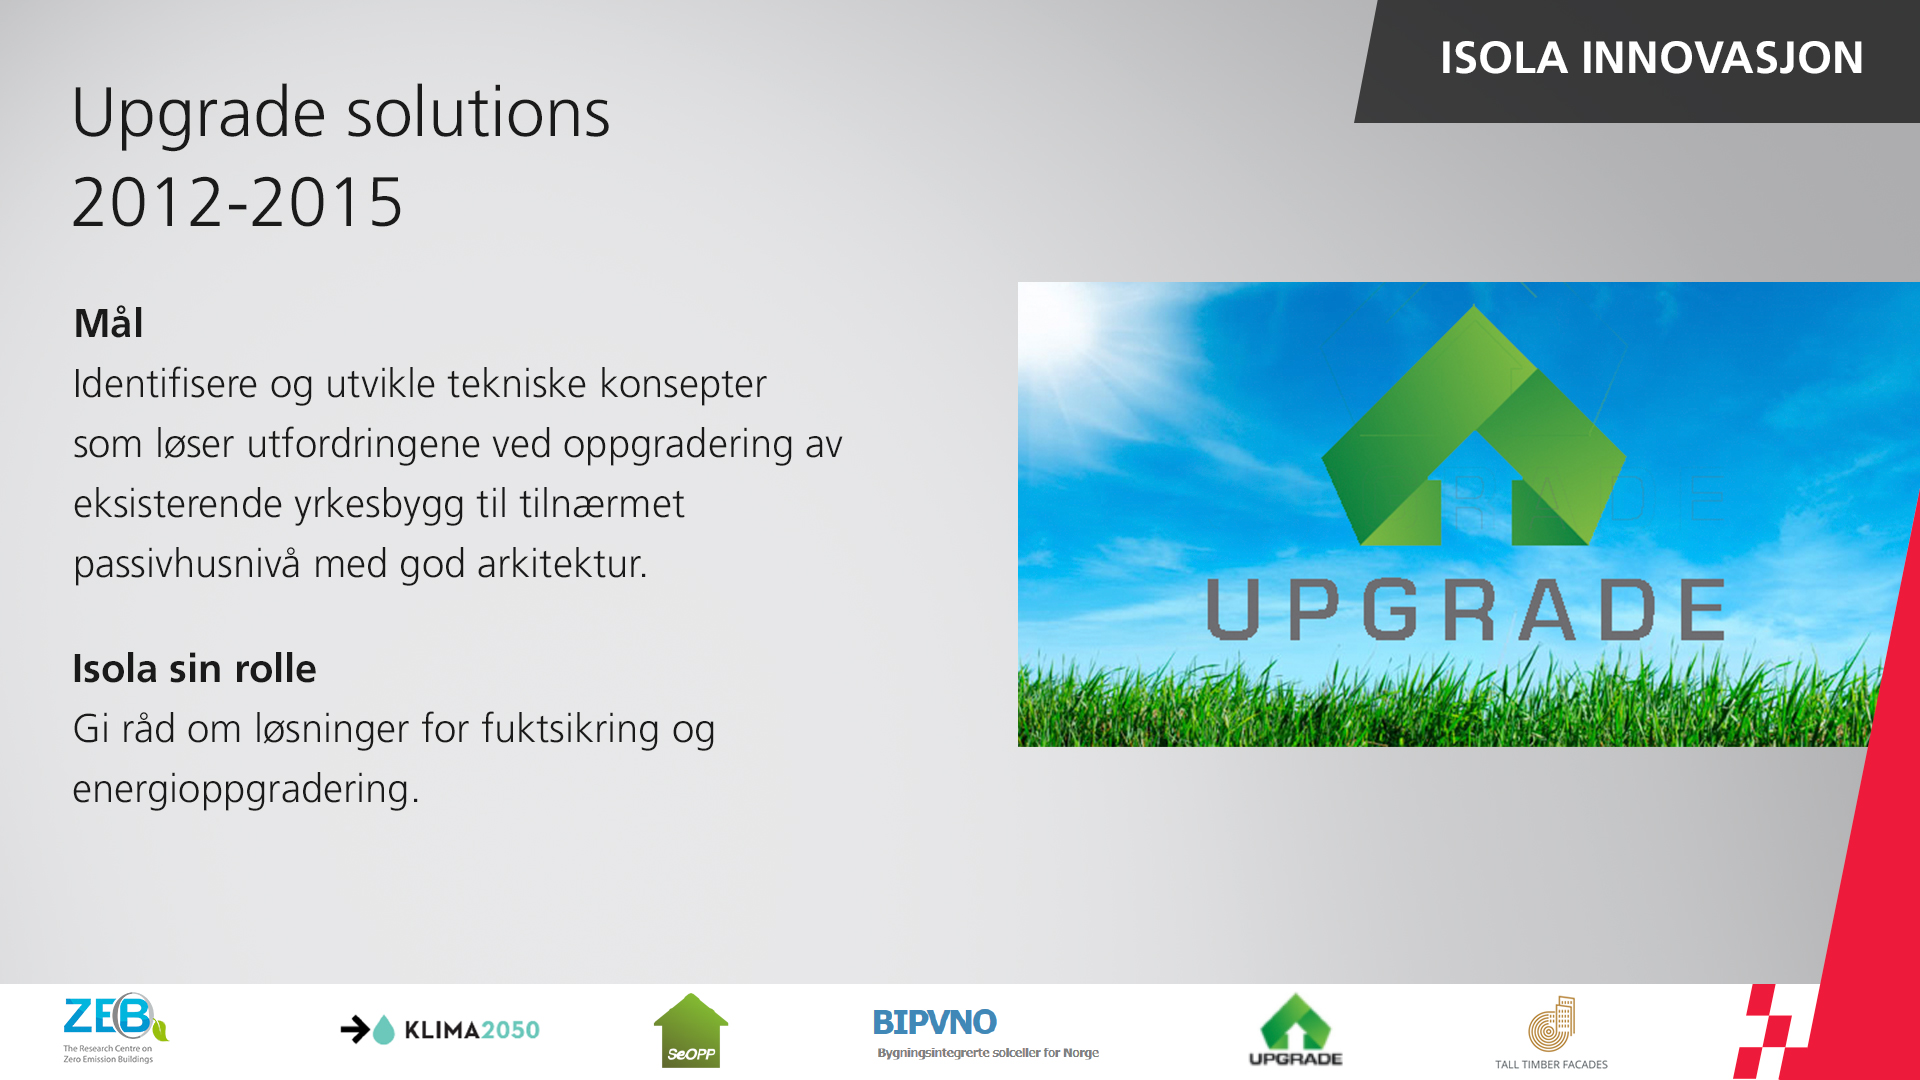 ISOLA INNOVASJON
Upgrade solutions
2012-2015
Mål
Identifisere og utvikle tekniske konsepter
som løser utfordringene ved oppgradering av
eksisterende yrkesbygg til tilnærmet
passivhusnivå med god arkitektur.
Isola sin rolle
Gi råd om løsninger for fuktsikring og
energioppgradering.
RADE
UPGRADE
ZEB
The Research Centre on
Zero Emission Buildings
KLIMA2050
SeOPP
BIPVNO
Bygningsintegrerte solceller for Norge
UPGRADE
TALL TIMBER FACADES